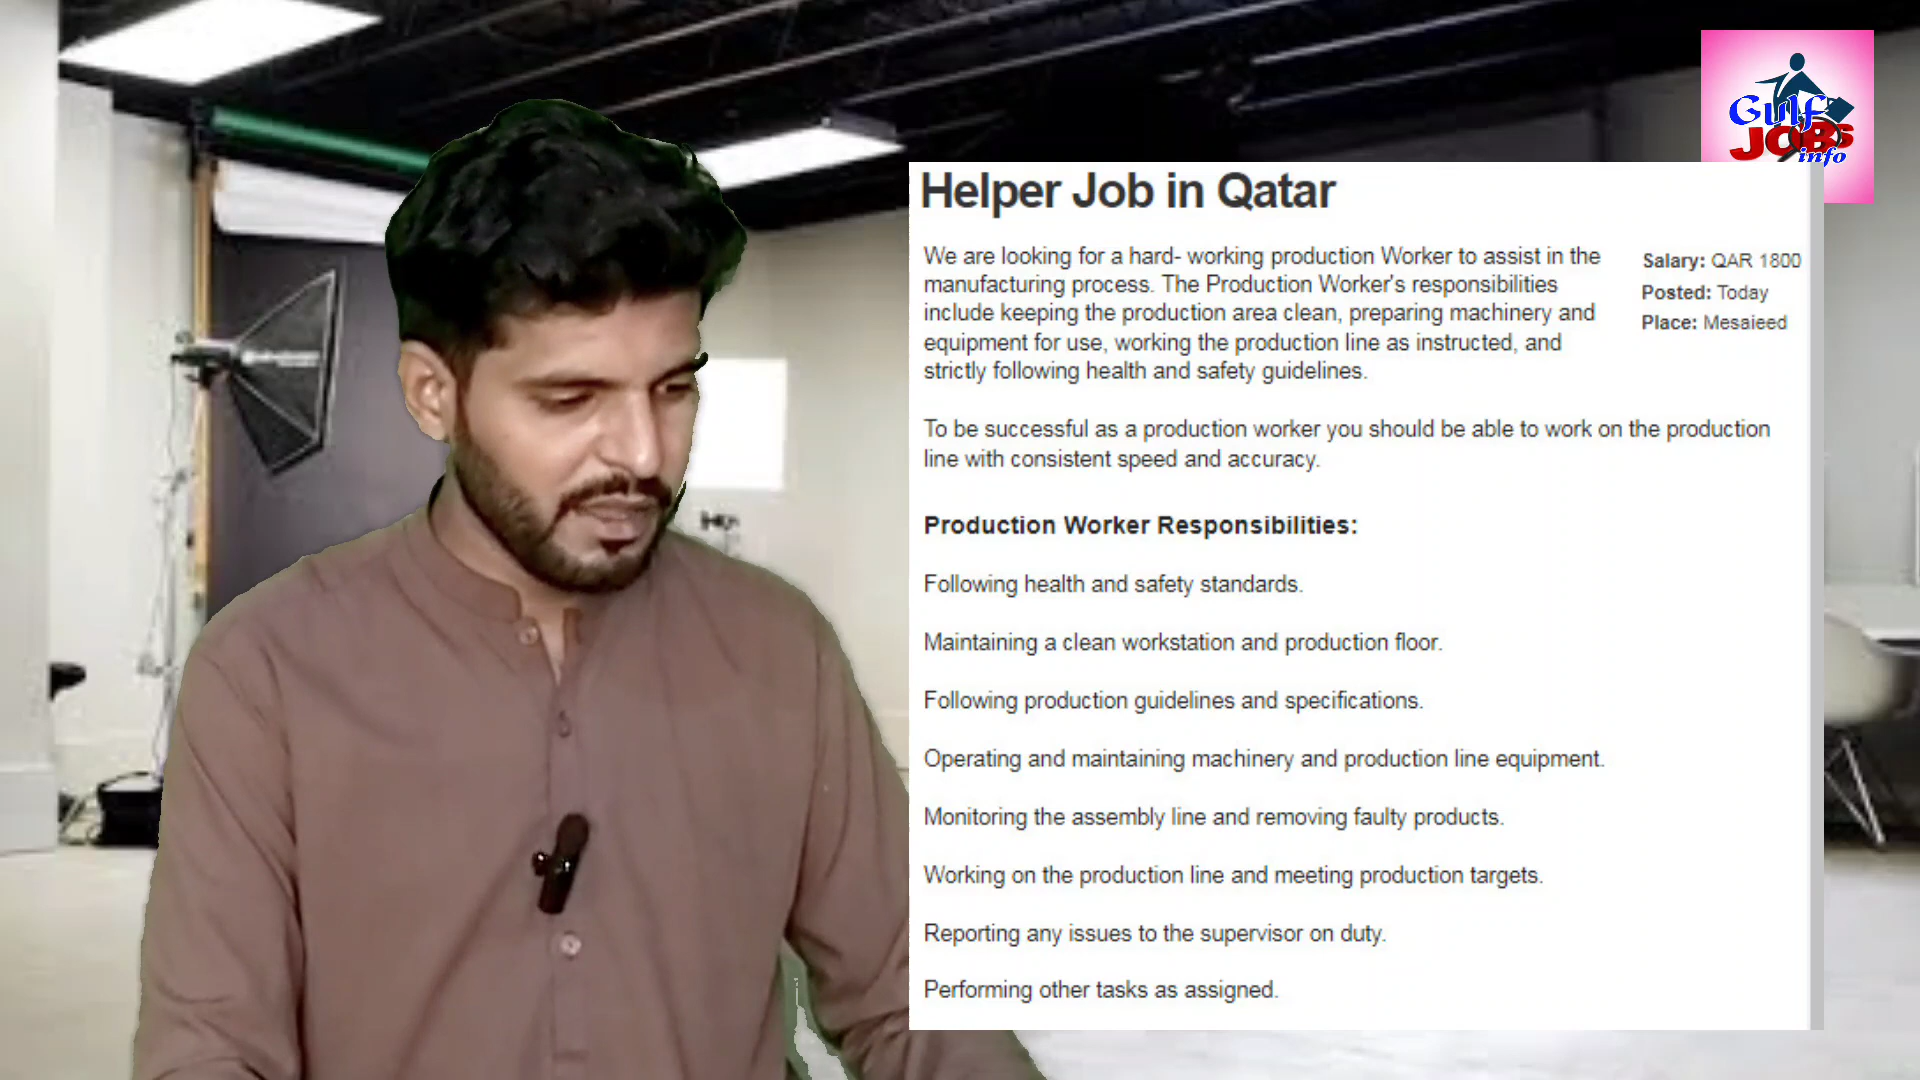 Gulf
JOBs
info
Helper Job in Qatar
We are looking for a hard- working production Worker to assist in the
manufacturing process. The Production Worker's responsibilities
include keeping the production area clean, preparing machinery and
equipment for use, working the production line as instructed, and
strictly following health and safety guidelines.
Salary: QAR 1800
Posted: Today
Place: Mesaieed
To be successful as a production worker you should be able to work on the production
line with consistent speed and accuracy.
Production Worker Responsibilities:
Following health and safety standards.
Maintaining a clean workstation and production floor.
Following production guidelines and specifications.
Operating and maintaining machinery and production line equipment.
Monitoring the assembly line and removing faulty products.
Working on the production line and meeting production targets.
Reporting any issues to the supervisor on duty.
Performing other tasks as assigned.